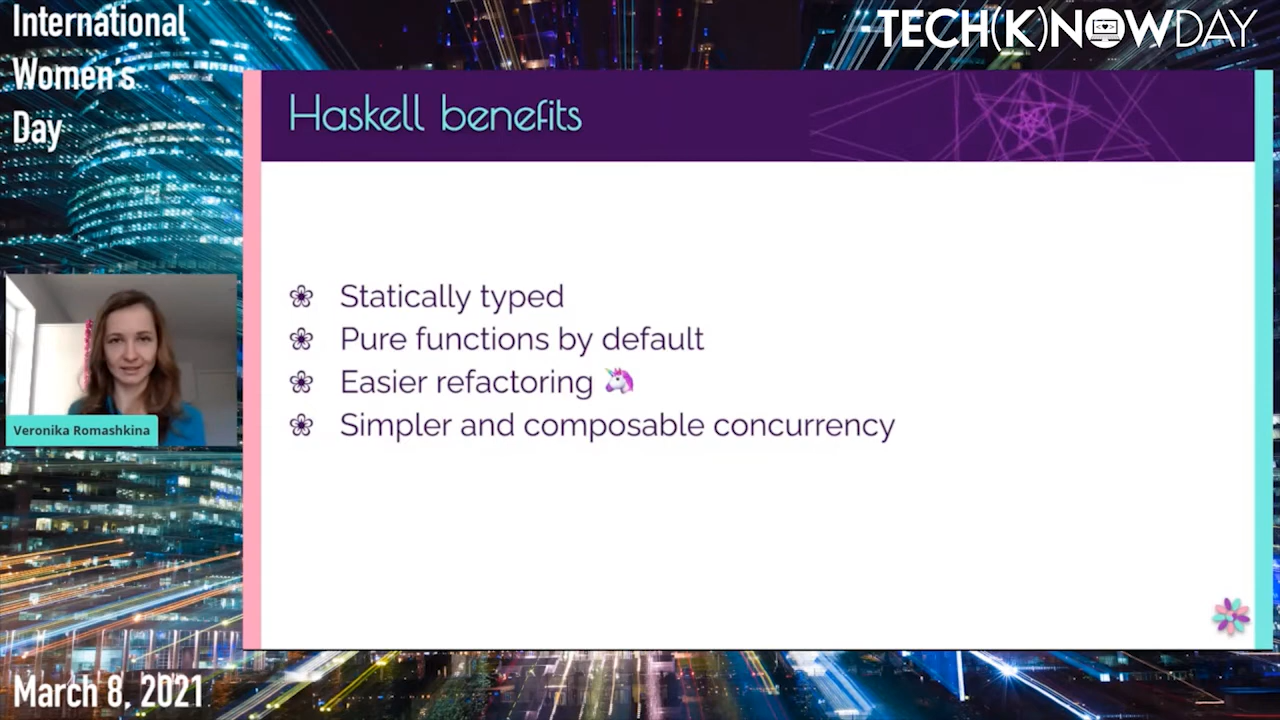 International
Women's
Day
TECH(K)NOWDAY
Haskell benefits
Statically typed
Pure functions by default
Easier refactoring 🦄
Simpler and composable concurrency
Veronika Romashkina
March 8, 2021